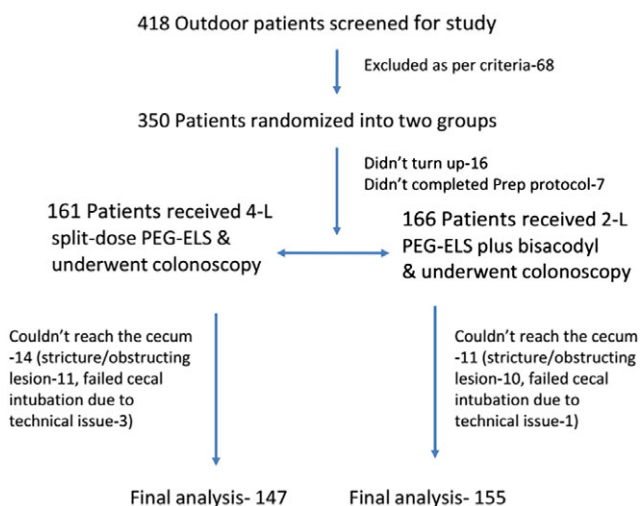 418 Outdoor patients screened for study
Excluded as per criteria-68
350 Patients randomized into two groups
Didn't turn up-16
Didn't completed Prep protocol-7
161 Patients received 4-L
split-dose PEG-ELS &
underwent colonoscopy
166 Patients received 2-L
PEG-ELS plus bisacodyl
& underwent colonoscopy
Couldn't reach the cecum
-14 (stricture/obstructing
lesion-11, failed cecal
intubation due to
technical issue-3)
Couldn't reach the cecum
-11 (stricture/obstructing
lesion-10, failed cecal
intubation due to
technical issue-1)
Final analysis- 147
Final analysis- 155